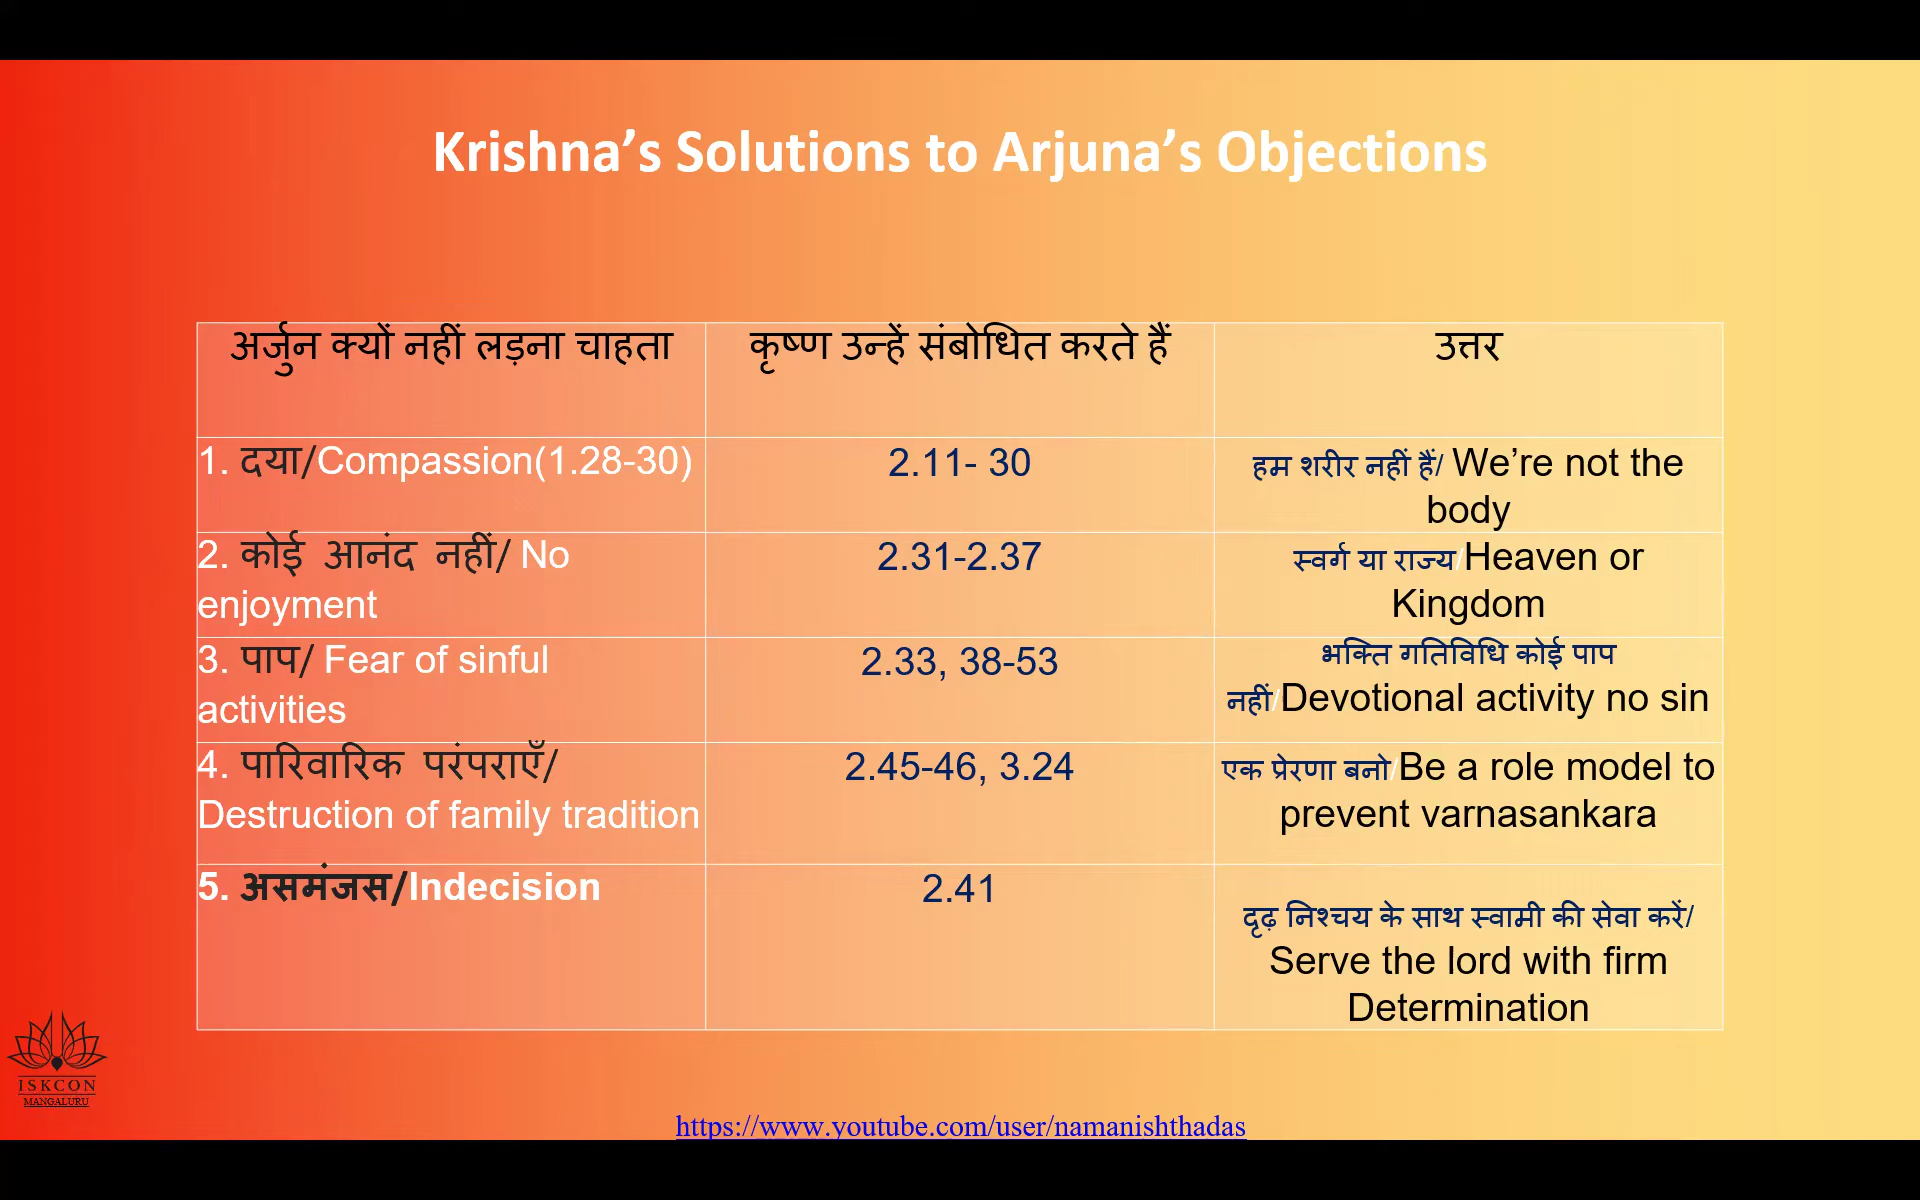 Krishna’s Solutions to Arjuna’s Objections
अर्जुन क्यों नहीं लड़ना चाहता
कृष्ण उन्हें संबोधित करते हैं
उत्तर
1. दया/Compassion(1.28-30)
2.11- 30
हम शरीर नहीं हैं/ We’re not the
body
2. कोई आनंद नहीं/ No
enjoyment
2.31-2.37
स्वर्ग या राज्य/Heaven or
Kingdom
3. पाप/ Fear of sinful
activities
2.33, 38-53
भक्ति गतिविधि कोई पाप
नहीं/Devotional activity no sin
4. पारिवारिक परंपराएँ/
Destruction of family tradition
2.45-46, 3.24
एक प्रेरणा बनो/Be a role model to
prevent varnasankara
5. असमंजस/Indecision
2.41
दृढ़ निश्चय के साथ स्वामी की सेवा करें/
Serve the lord with firm
Determination
ISKCON
MANGALURU
https://www.youtube.com/user/namanishthadas